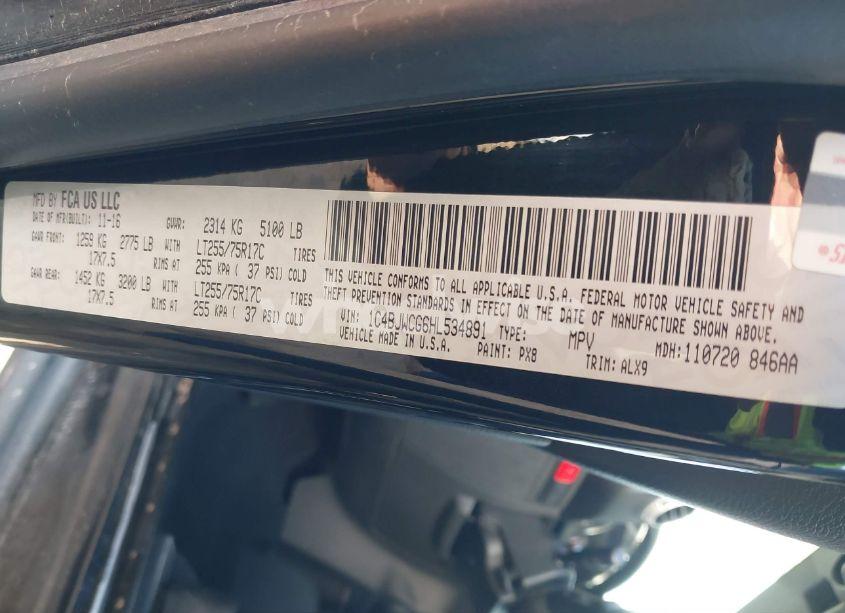 MFD BY FCA US LLC
DATE OF MFR(BUILT): 11-16 GVWR: 2314 KG 5100 LB
GAWR FRONT: 1259 KG 2775 LB WITH LT255/75R17C TIRES
17X7.5 RIMS AT 255 KPA ( 37 PSI) COLD
GAWR REAR: 1452 KG 3200 LB WITH LT255/75R17C TIRES
17X7.5 RIMS AT 255 KPA ( 37 PSI) COLD
THIS VEHICLE CONFORMS TO ALL APPLICABLE U.S.A. FEDERAL MOTOR VEHICLE SAFETY AND
THEFT PREVENTION STANDARDS IN EFFECT ON THE DATE OF MANUFACTURE SHOWN ABOVE.
VIN: 1C4BJWCG6HL534891 TYPE: MPV MDH:110720 846AA
VEHICLE MADE IN U.S.A. PAINT: PX8 TRIM: ALX9